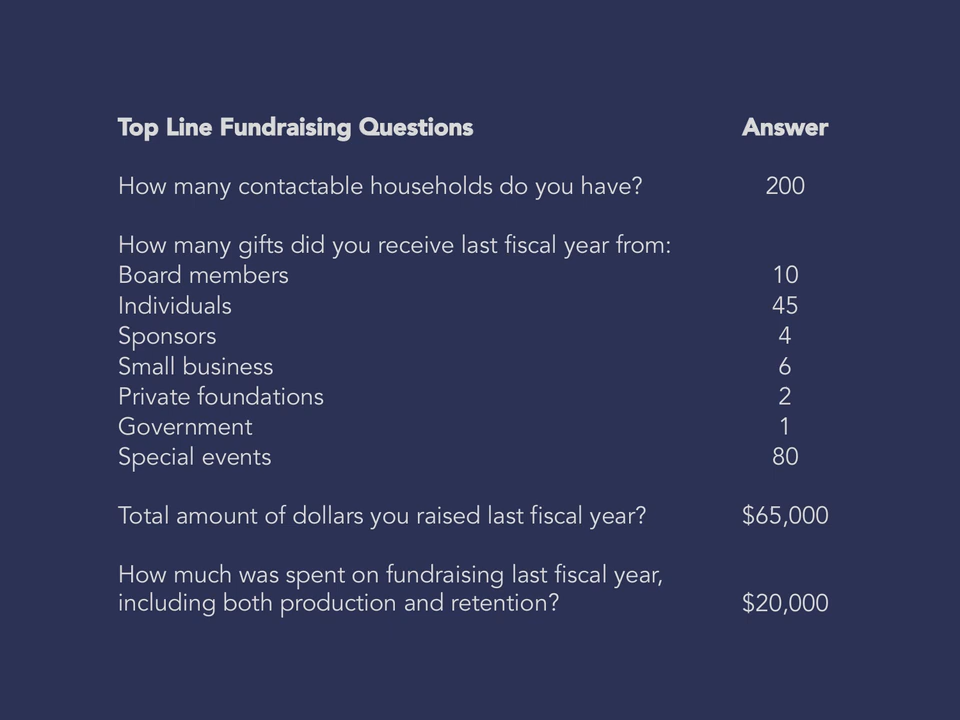 Top Line Fundraising Questions Answer
How many contactable households do you have? 200
How many gifts did you receive last fiscal year from:
Board members 10
Individuals 45
Sponsors 4
Small business 6
Private foundations 2
Government 1
Special events 80
Total amount of dollars you raised last fiscal year? $65,000
How much was spent on fundraising last fiscal year,
including both production and retention? $20,000